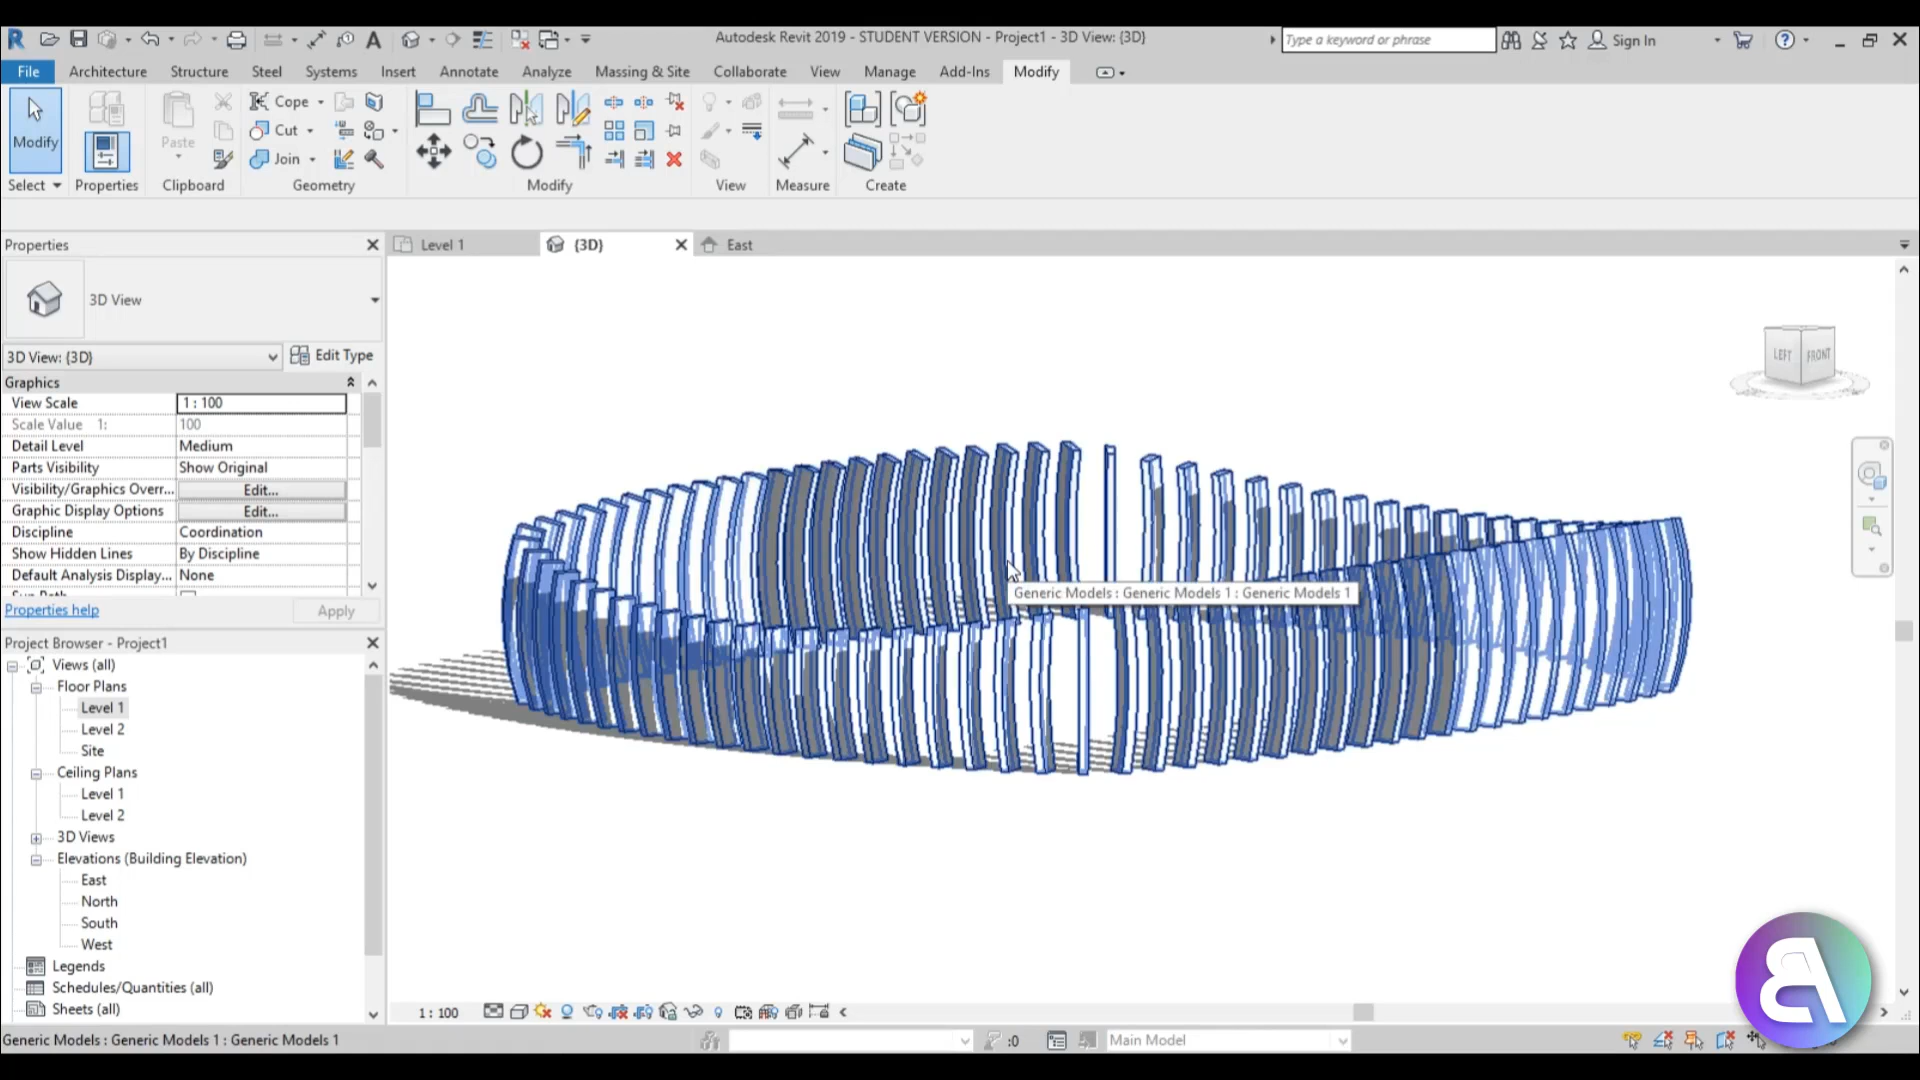 Autodesk Revit 2019 - STUDENT VERSION - Project1 - 3D View: {3D}
Type a keyword or phrase
Sign In
File Architecture Structure Steel Systems Insert Annotate Analyze Massing & Site Collaborate View Manage Add-Ins Modify
Modify
Paste
Cope
Cut
Join
Select Properties Clipboard Geometry Modify View Measure Create
Properties
Level 1
{3D}
East
3D View
3D View: {3D}
Edit Type
Graphics
View Scale 1 : 100
Scale Value 1: 100
Detail Level Medium
Parts Visibility Show Original
Visibility/Graphics Overr... Edit...
Graphic Display Options Edit...
Discipline Coordination
Show Hidden Lines By Discipline
Default Analysis Display... None
Properties help
Apply
LEFT FRONT
Generic Models : Generic Models 1 : Generic Models 1
Project Browser - Project1
Views (all)
Floor Plans
Level 1
Level 2
Site
Ceiling Plans
Level 1
Level 2
3D Views
Elevations (Building Elevation)
East
North
South
West
Legends
Schedules/Quantities (all)
Sheets (all)
1 : 100
Generic Models : Generic Models 1 : Generic Models 1
:0
Main Model